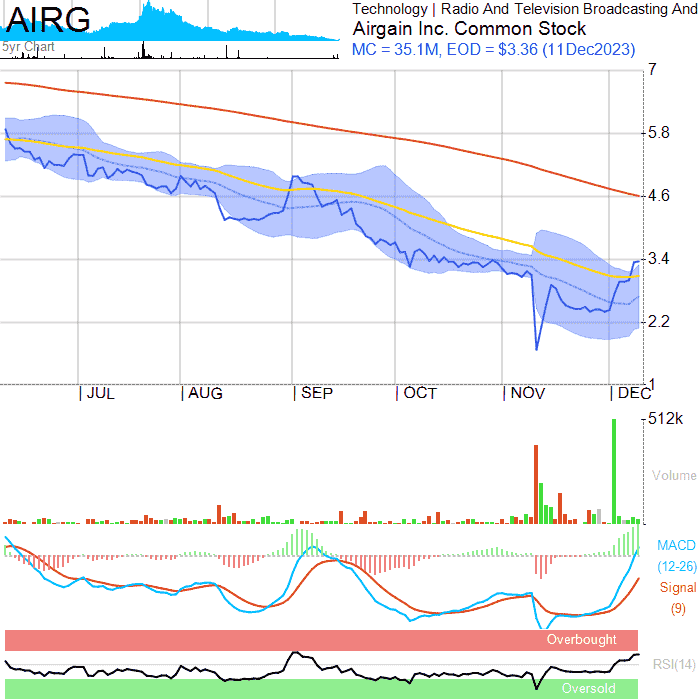 AIRG
5yr Chart
Technology | Radio And Television Broadcasting And
Airgain Inc. Common Stock
MC = 35.1M, EOD = $3.36 (11Dec2023)
7
5.8
4.6
3.4
2.2
1
JUL AUG SEP OCT NOV DEC
512k
Volume
MACD
(12-26)
Signal
(9)
Overbought
RSI(14)
Oversold